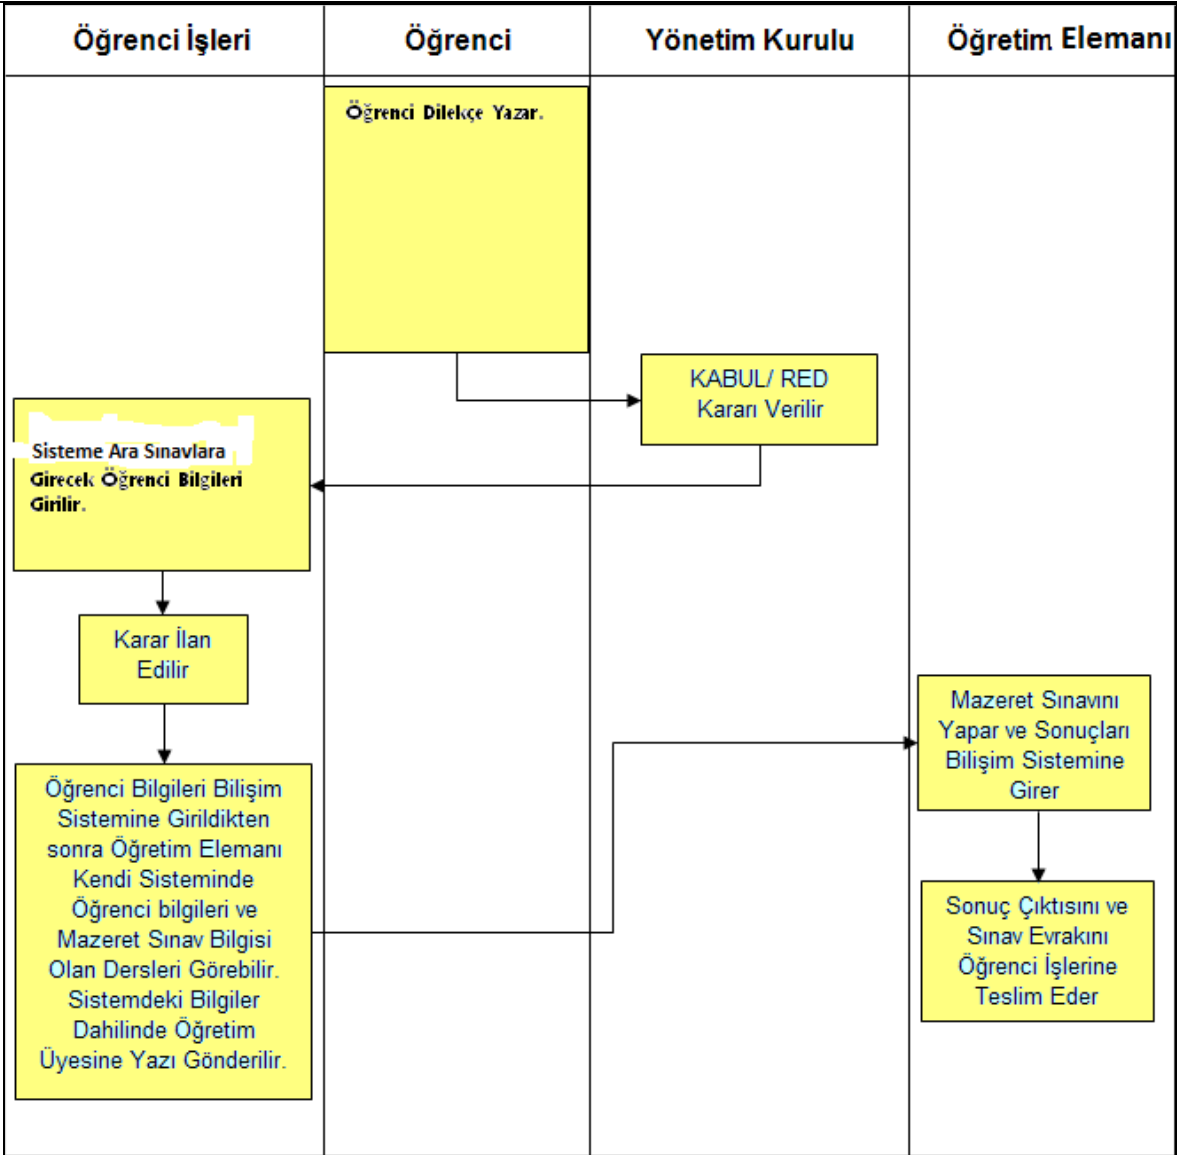 Öğrenci İşleri
Öğrenci
Yönetim Kurulu
Öğretim Elemanı
Öğrenci Dilekçe Yazar.
KABUL/ RED
Kararı Verilir
Sisteme Ara Sınavlara
Girecek Öğrenci Bilgileri
Girilir.
Karar İlan
Edilir
Öğrenci Bilgileri Bilişim
Sistemine Girildikten
sonra Öğretim Elemanı
Kendi Sisteminde
Öğrenci bilgileri ve
Mazeret Sınav Bilgisi
Olan Dersleri Görebilir.
Sistemdeki Bilgiler
Dahilinde Öğretim
Üyesine Yazı Gönderilir.
Mazeret Sınavını
Yapar ve Sonuçları
Bilişim Sistemine
Girer
Sonuç Çıktısını ve
Sınav Evrakını
Öğrenci İşlerine
Teslim Eder